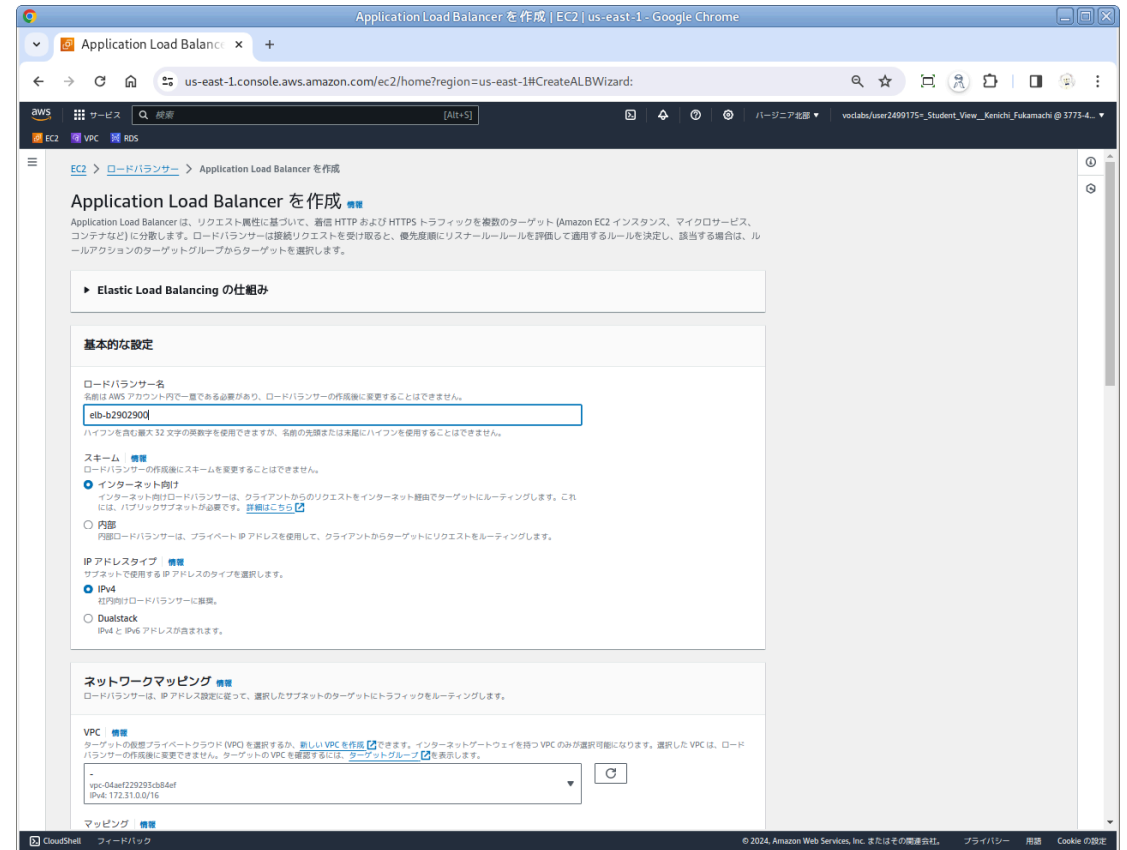 Application Load Balancer を作成 | EC2 | us-east-1 - Google Chrome
Application Load Balanc
us-east-1.console.aws.amazon.com/ec2/home?region=us-east-1#CreateALBWizard:
aws サービス 検索 [Alt+S] バージニア北部 ▼ voclabs/user2499175=_Student_View__Kenichi_Fukamachi @ 3773-4... ▼
EC2 VPC RDS
EC2 > ロードバランサー > Application Load Balancer を作成
Application Load Balancer を作成 情報
Application Load Balancer は、リクエスト属性に基づいて、着信 HTTP および HTTPS トラフィックを複数のターゲット (Amazon EC2 インスタンス、マイクロサービス、
コンテナなど) に分散します。ロードバランサーは接続リクエストを受け取ると、優先度順にリスナールールルールを評価して適用するルールを決定し、該当する場合は、ル
ールアクションのターゲットグループからターゲットを選択します。
▶ Elastic Load Balancing の仕組み
基本的な設定
ロードバランサー名
名前は AWS アカウント内で一意である必要があり、ロードバランサーの作成後に変更することはできません。
elb-b2902900
ハイフンを含む最大 32 文字の英数字を使用できますが、名前の先頭または末尾にハイフンを使用することはできません。
スキーム 情報
ロードバランサーの作成後にスキームを変更することはできません。
インターネット向け
インターネット向けロードバランサーは、クライアントからのリクエストをインターネット経由でターゲットにルーティングします。これ
には、パブリックサブネットが必要です。 詳細はこちら
内部
内部ロードバランサーは、プライベート IP アドレスを使用して、クライアントからターゲットにリクエストをルーティングします。
IP アドレスタイプ 情報
サブネットで使用する IP アドレスのタイプを選択します。
IPv4
社内向けロードバランサーに推奨。
Dualstack
IPv4 と IPv6 アドレスが含まれます。
ネットワークマッピング 情報
ロードバランサーは、IP アドレス設定に従って、選択したサブネットのターゲットにトラフィックをルーティングします。
VPC 情報
ターゲットの仮想プライベートクラウド (VPC) を選択するか、新しい VPC を作成 できます。インターネットゲートウェイを持つ VPC のみが選択可能になります。選択した VPC は、ロード
バランサーの作成後に変更できません。ターゲットの VPC を確認するには、ターゲットグループ を表示します。
-
vpc-04aef229293cb84ef
IPv4: 172.31.0.0/16
マッピング 情報
CloudShell フィードバック © 2024, Amazon Web Services, Inc. またはその関連会社。 プライバシー 用語 Cookie の設定